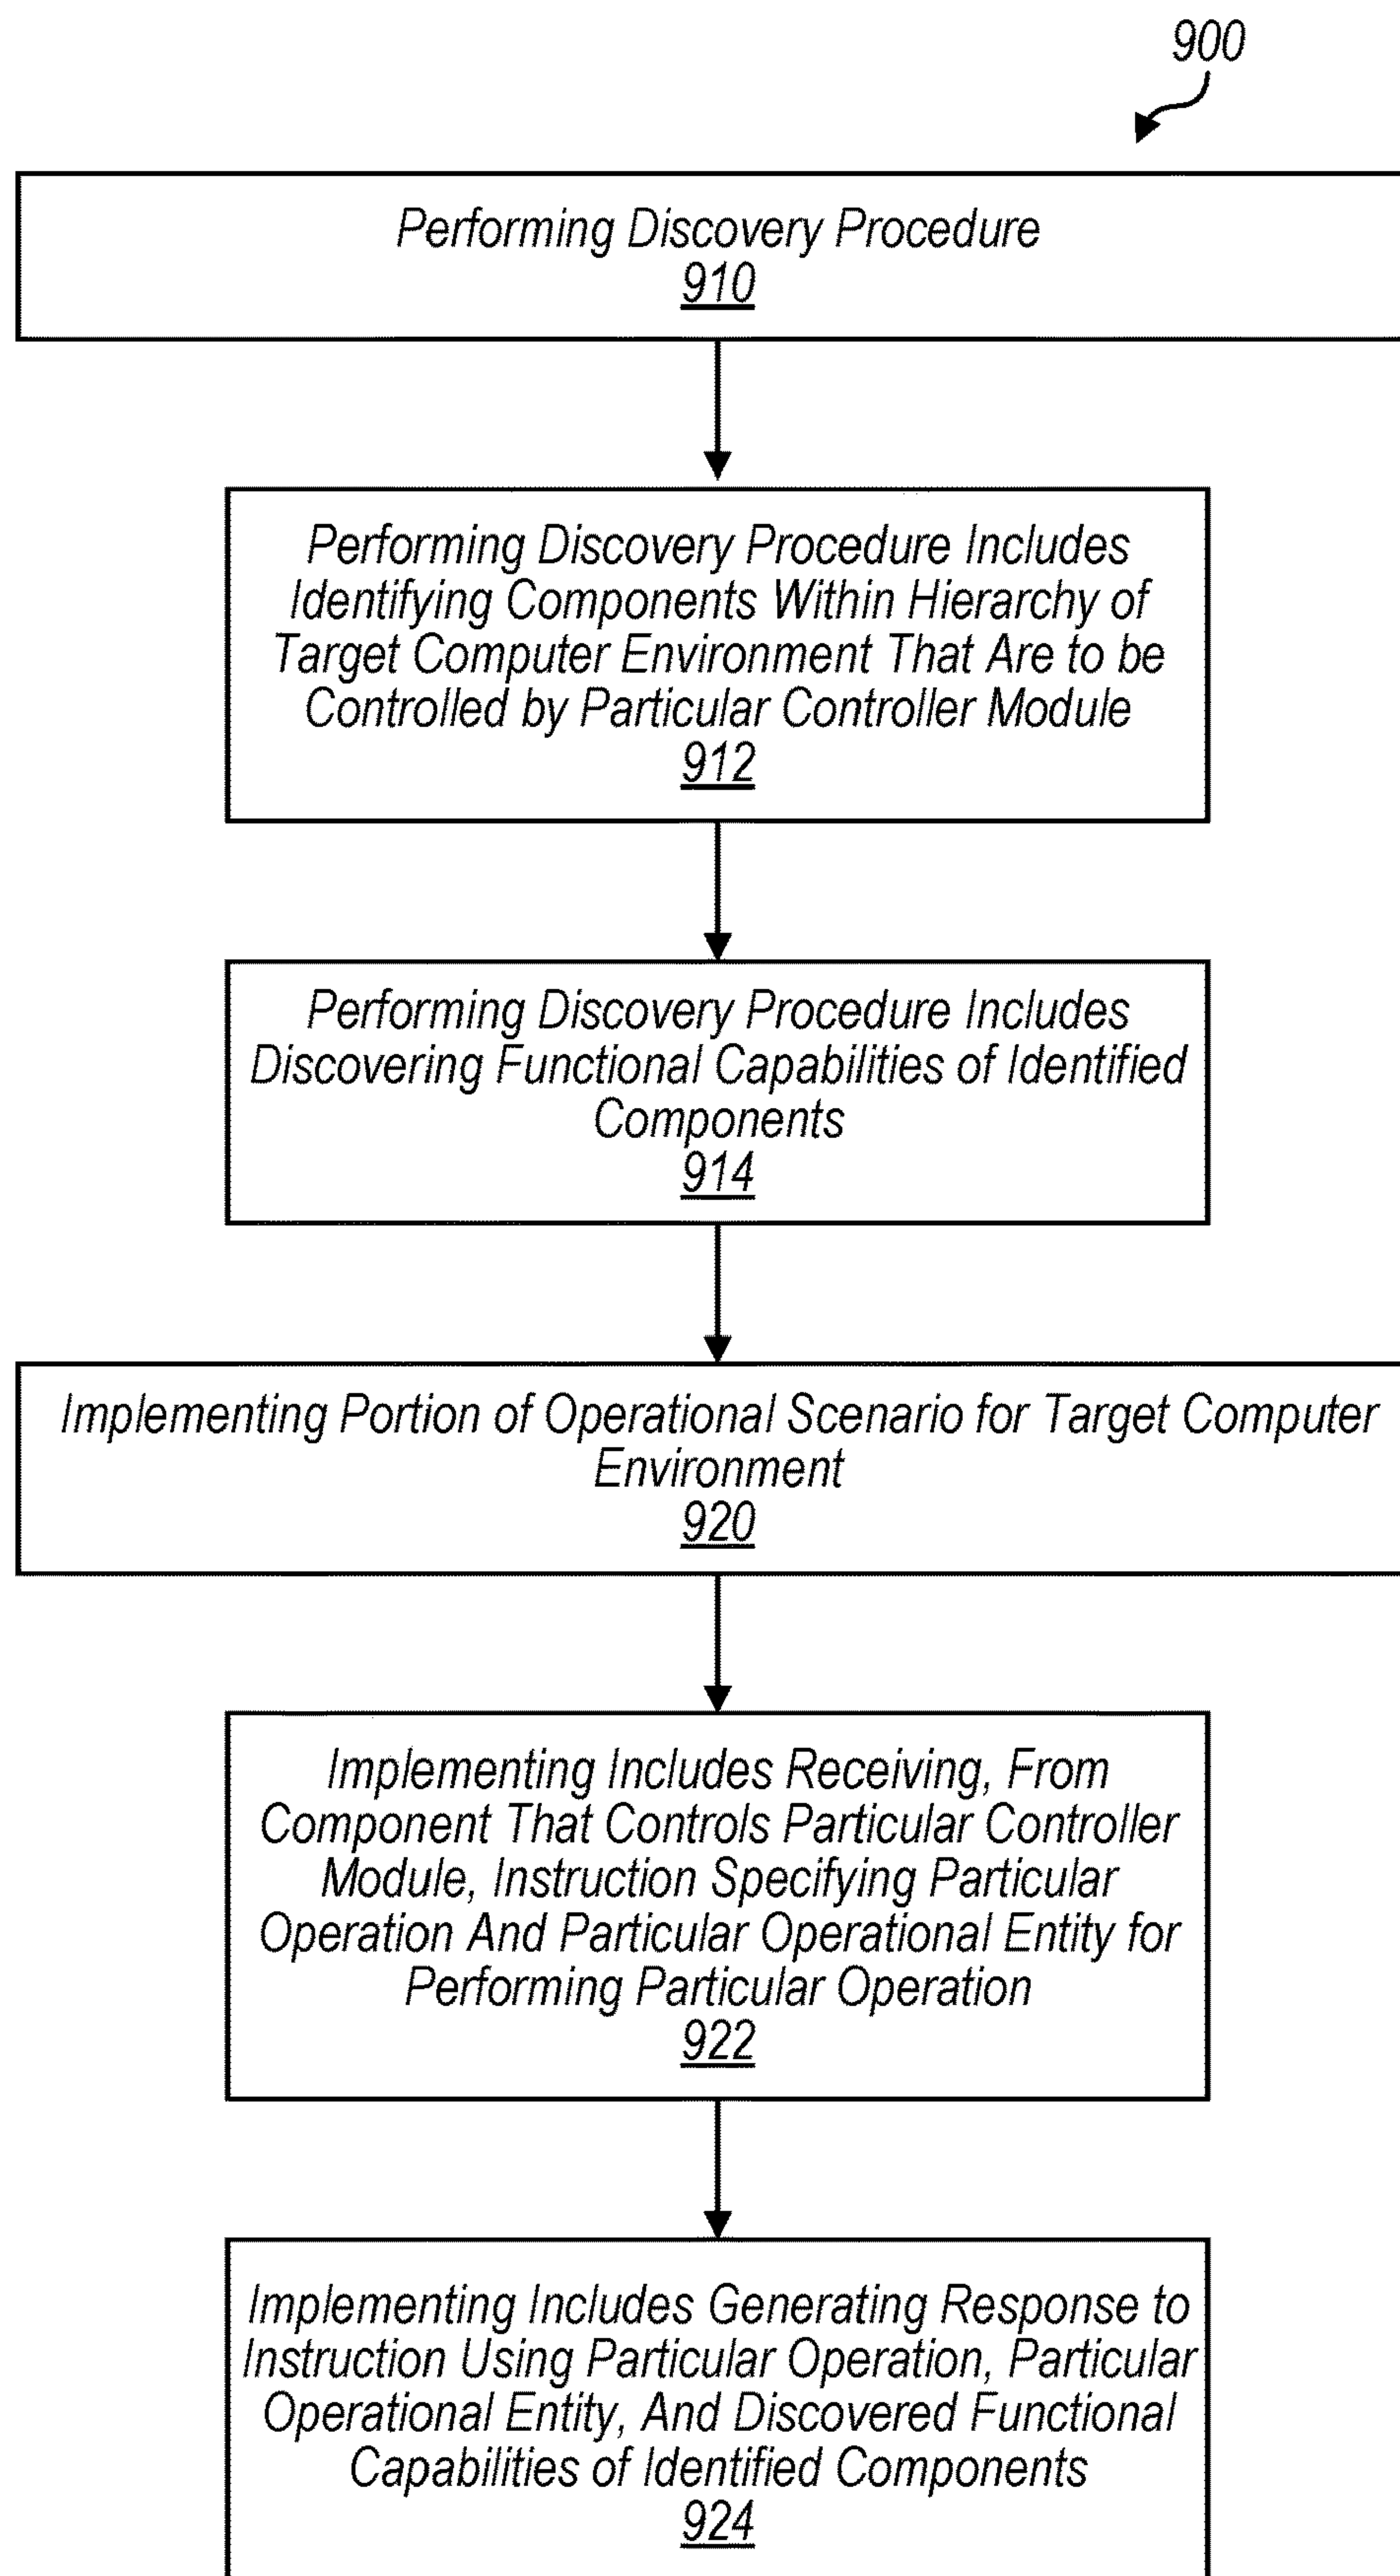 900
Performing Discovery Procedure
910
Performing Discovery Procedure Includes
Identifying Components Within Hierarchy of
Target Computer Environment That Are to be
Controlled by Particular Controller Module
912
Performing Discovery Procedure Includes
Discovering Functional Capabilities of Identified
Components
914
Implementing Portion of Operational Scenario for Target Computer
Environment
920
Implementing Includes Receiving, From
Component That Controls Particular Controller
Module, Instruction Specifying Particular
Operation And Particular Operational Entity for
Performing Particular Operation
922
Implementing Includes Generating Response to
Instruction Using Particular Operation, Particular
Operational Entity, And Discovered Functional
Capabilities of Identified Components
924